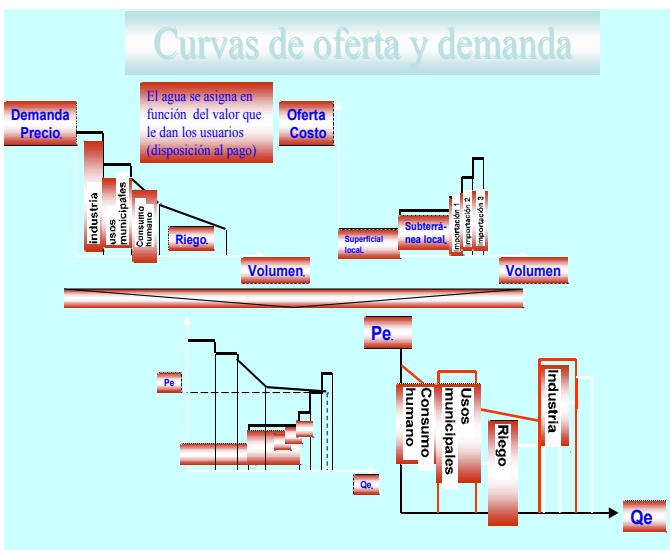 Curvas de oferta y demanda
Demanda
Precio.
El agua se asigna en
función del valor que
le dan los usuarios
(disposición al pago)
Oferta
Costo
industria
usos
municipales
Consumo
humano
Riego.
Volumen.
Superficial
local.
Subterrá-
nea local.
Importación 1
Importación 2
Importación 3
Volumen
Pe
Qe.
Pe.
Consumo
humano
Usos
municipales
Riego
Industria
Qe